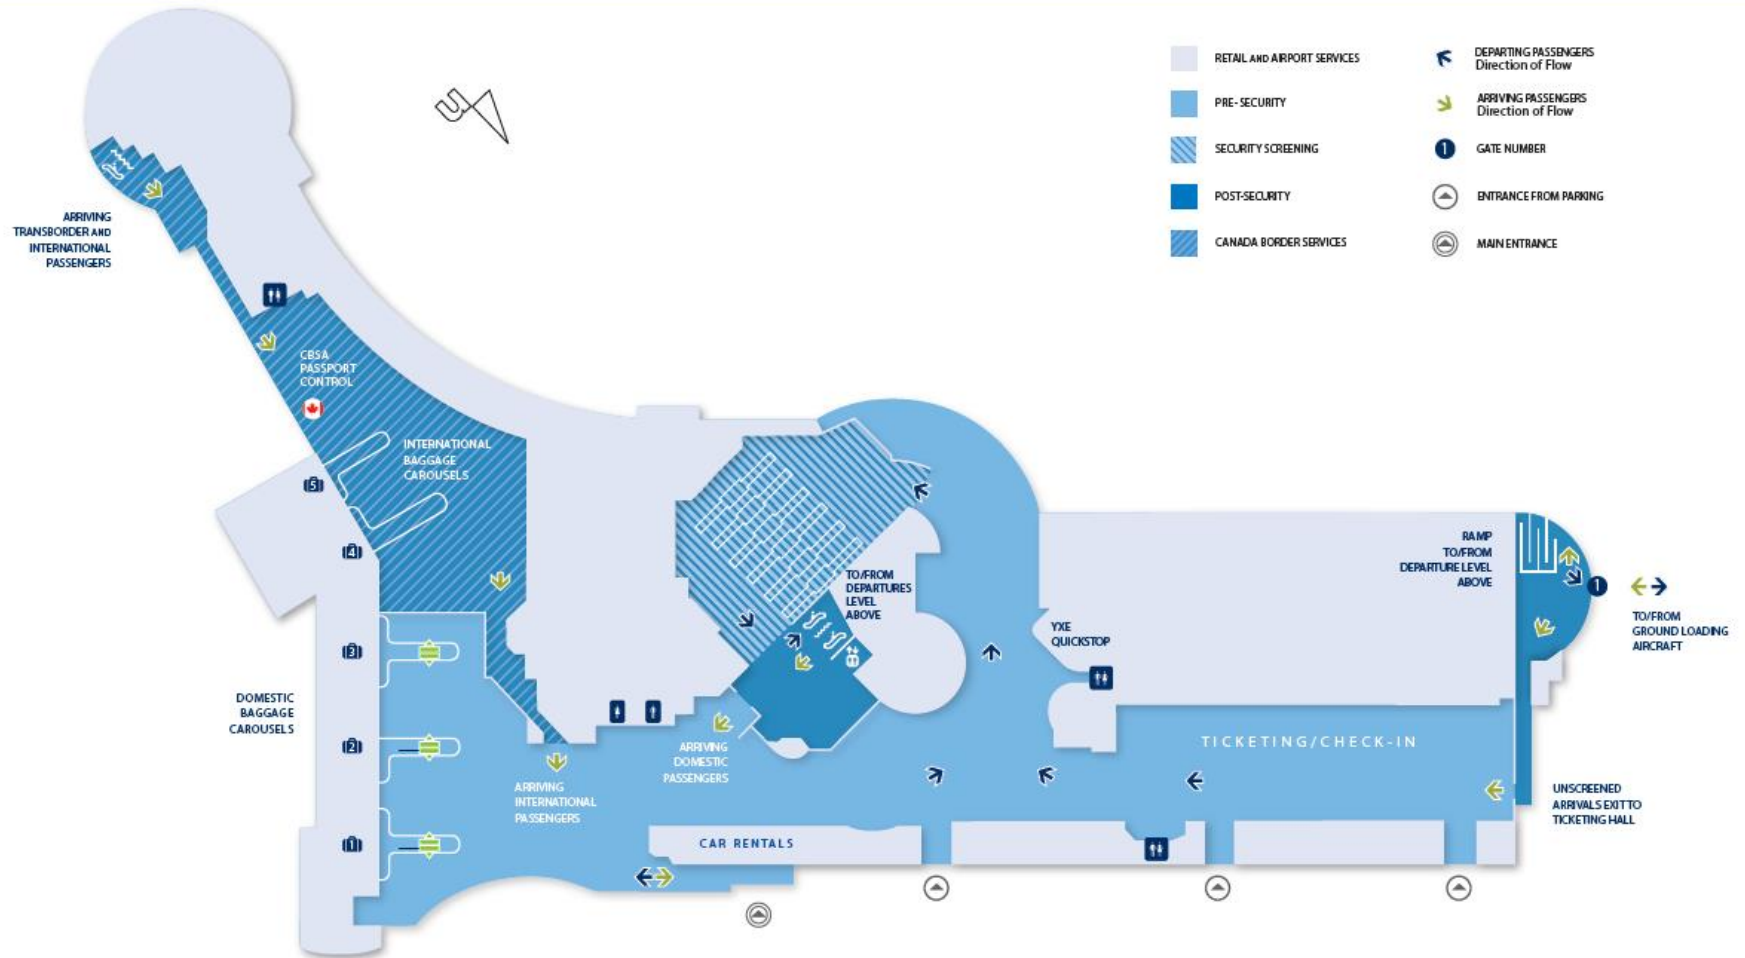 RETAIL AND AIRPORT SERVICES
PRE- SECURITY
SECURITY SCREENING
POST-SECURITY
CANADA BORDER SERVICES
DEPARTING PASSENGERS
Direction of Flow
ARRIVING PASSENGERS
Direction of Flow
1
GATE NUMBER
ENTRANCE FROM PARKING
MAIN ENTRANCE
N
ARRIVING
TRANSBORDER AND
INTERNATIONAL
PASSENGERS
CBSA
PASSPORT
CONTROL
INTERNATIONAL
BAGGAGE
CAROUSELS
5
4
3
2
1
DOMESTIC
BAGGAGE
CAROUSELS
ARRIVING
INTERNATIONAL
PASSENGERS
ARRIVING
DOMESTIC
PASSENGERS
TO/FROM
DEPARTURES
LEVEL
ABOVE
CAR RENTALS
YXE
QUICKSTOP
TICKETING/CHECK-IN
RAMP
TO/FROM
DEPARTURE LEVEL
ABOVE
1
TO/FROM
GROUND LOADING
AIRCRAFT
UNSCREENED
ARRIVALS EXIT TO
TICKETING HALL